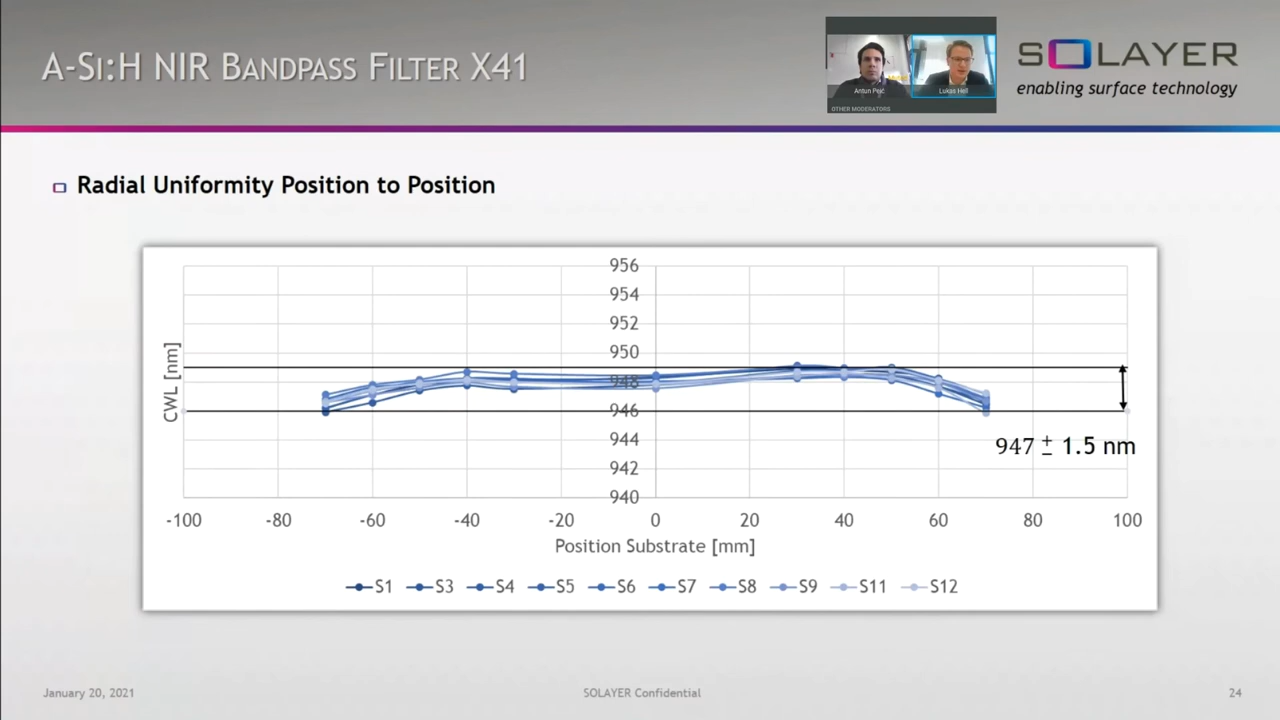 A-Si:H NIR Bandpass Filter X41
Antun Pejić
Lukas Hell
OTHER MODERATORS
SOLAYER
enabling surface technology
Radial Uniformity Position to Position
956
954
952
950
948
946
944
942
940
CWL [nm]
947 ± 1.5 nm
-100 -80 -60 -40 -20 0 20 40 60 80 100
Position Substrate [mm]
S1 S3 S4 S5 S6 S7 S8 S9 S11 S12
January 20, 2021
SOLAYER Confidential
24